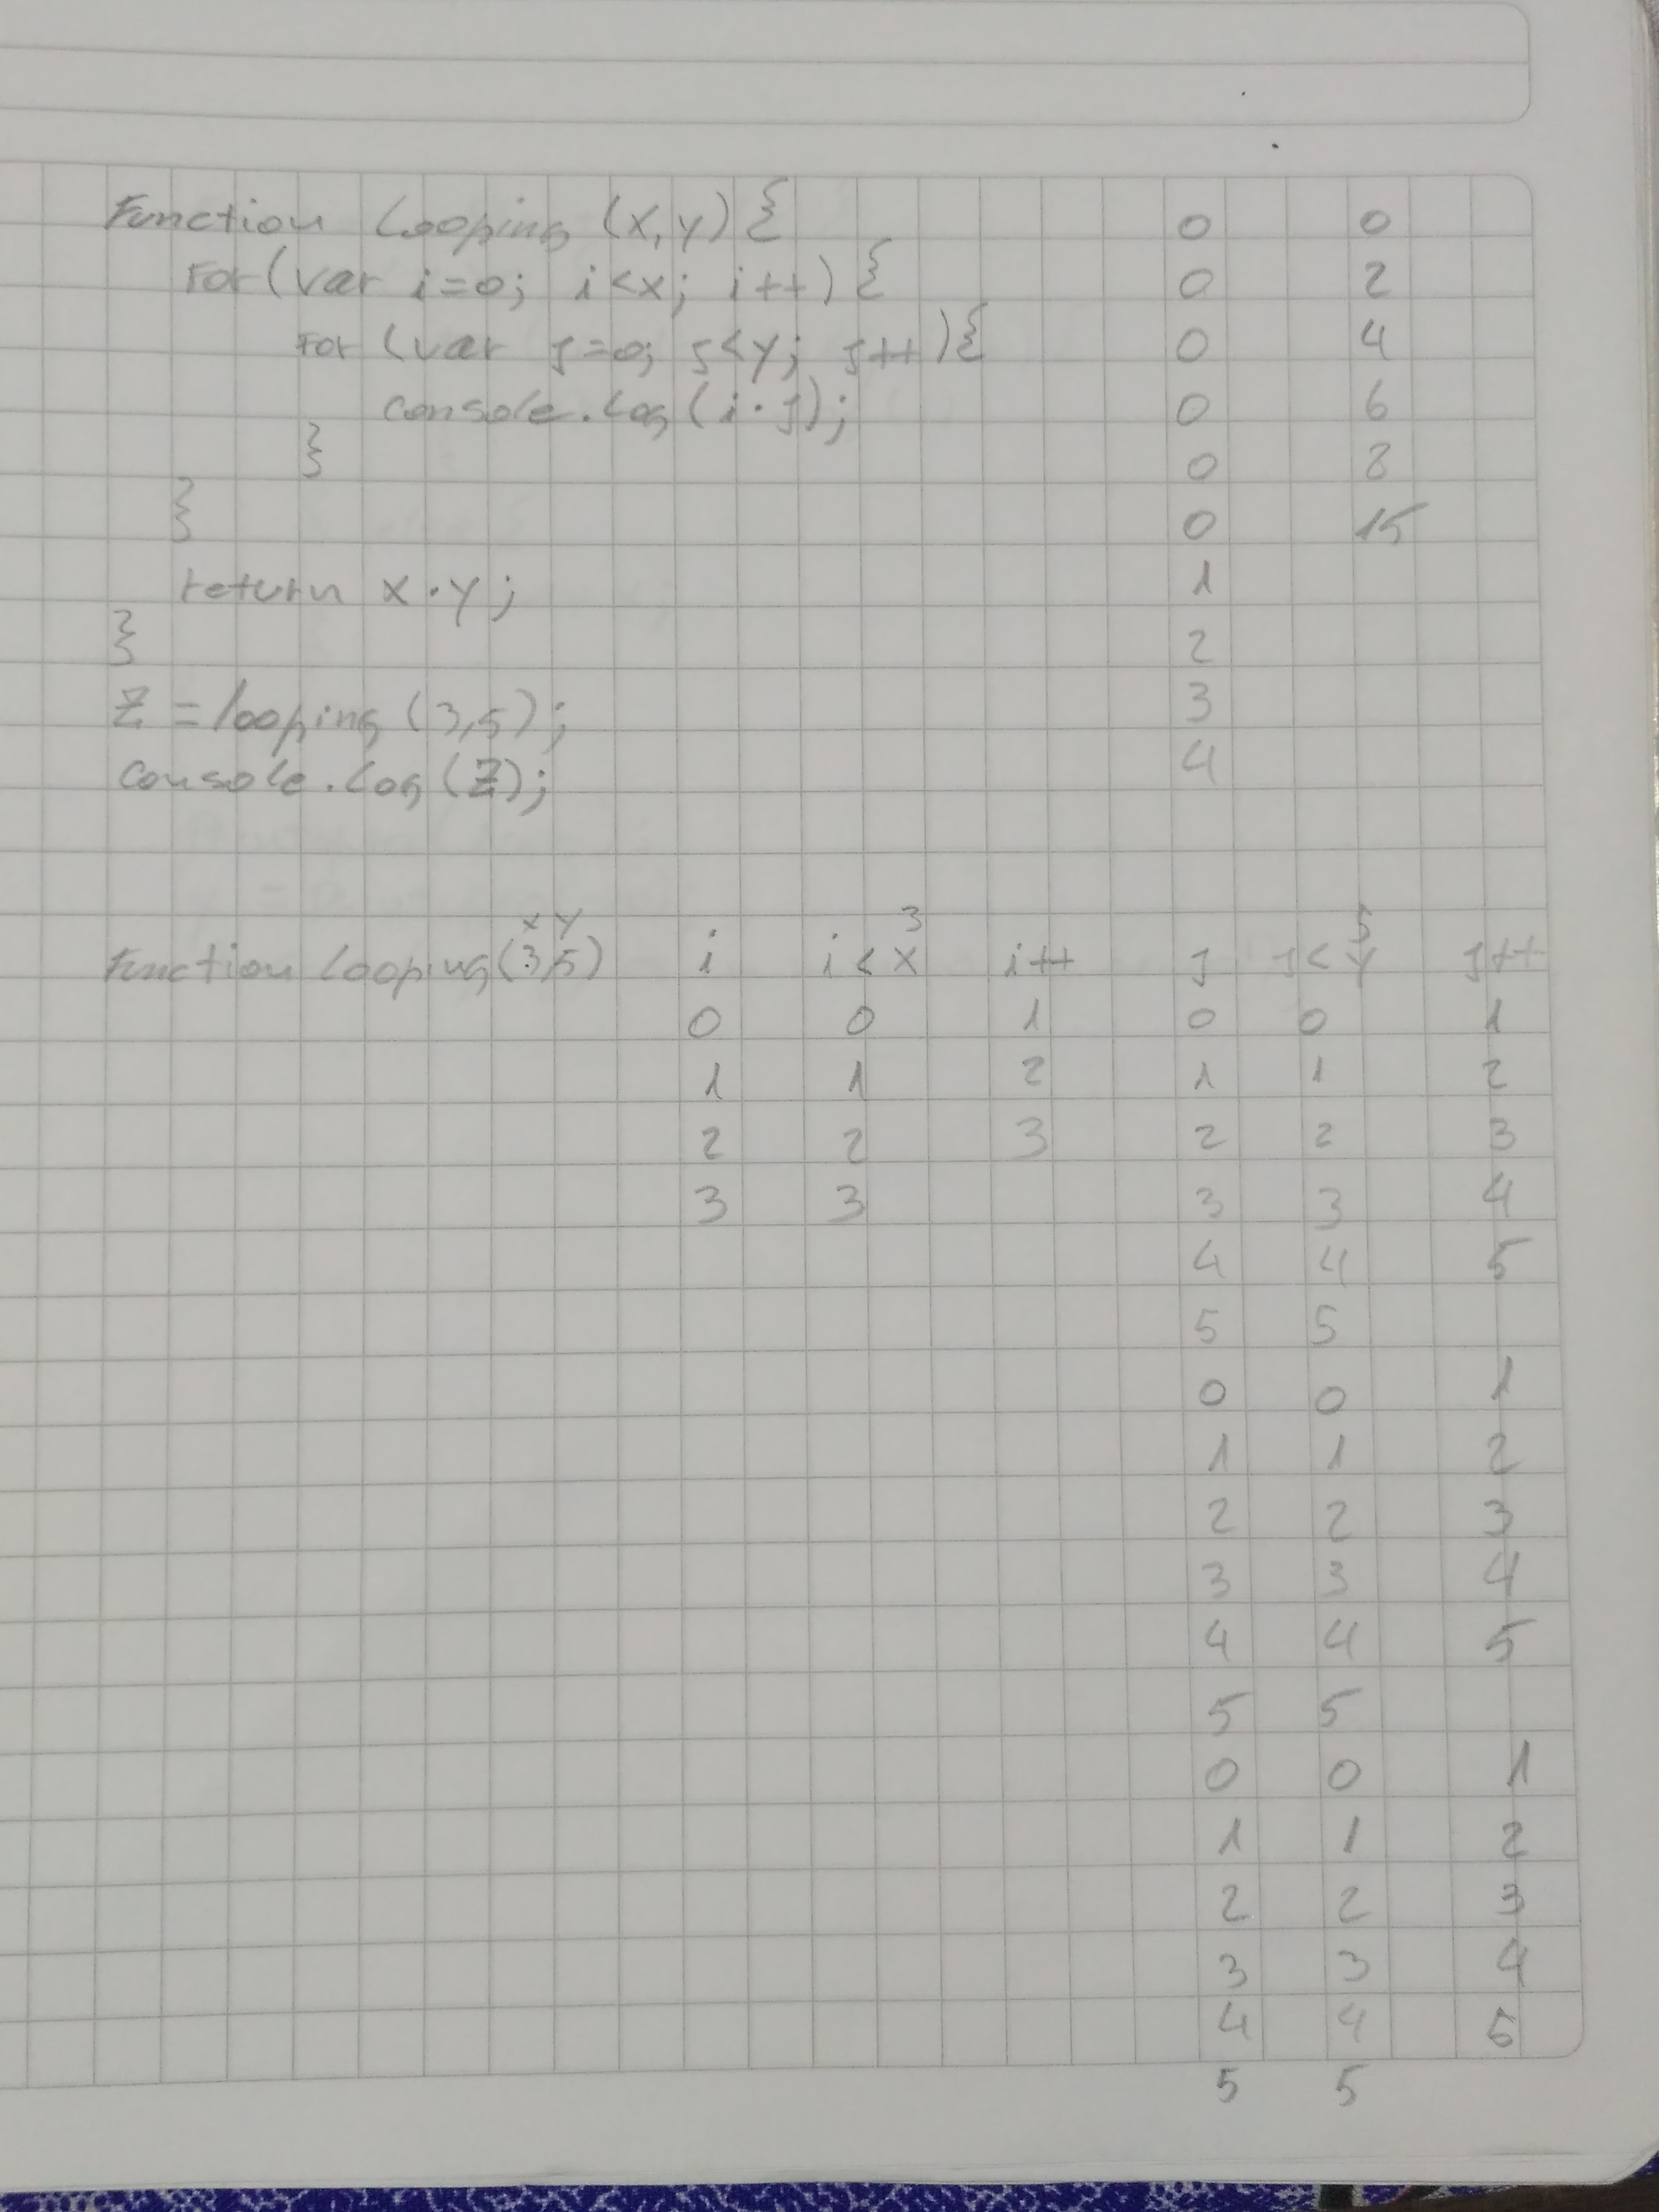 Function Looping (x,y) {
For (var i=0; i<x; i++) {
For (var j=0; j<y; j++) {
console.log (i·j);
}
}
return x·y;
}
Z = looping (3,5);
console.log (Z);
0 0
0 2
0 4
0 6
0 8
0 15
1
2
3
4
x y 3 5
Function Looping (3,5) i i<x i++ j j<y j++
0 0 1 0 0 1
1 1 2 1 1 2
2 2 3 2 2 3
3 3 3 3 4
4 4 5
5 5
0 0 1
1 1 2
2 2 3
3 3 4
4 4 5
5 5
0 0 1
1 1 2
2 2 3
3 3 4
4 4 5
5 5